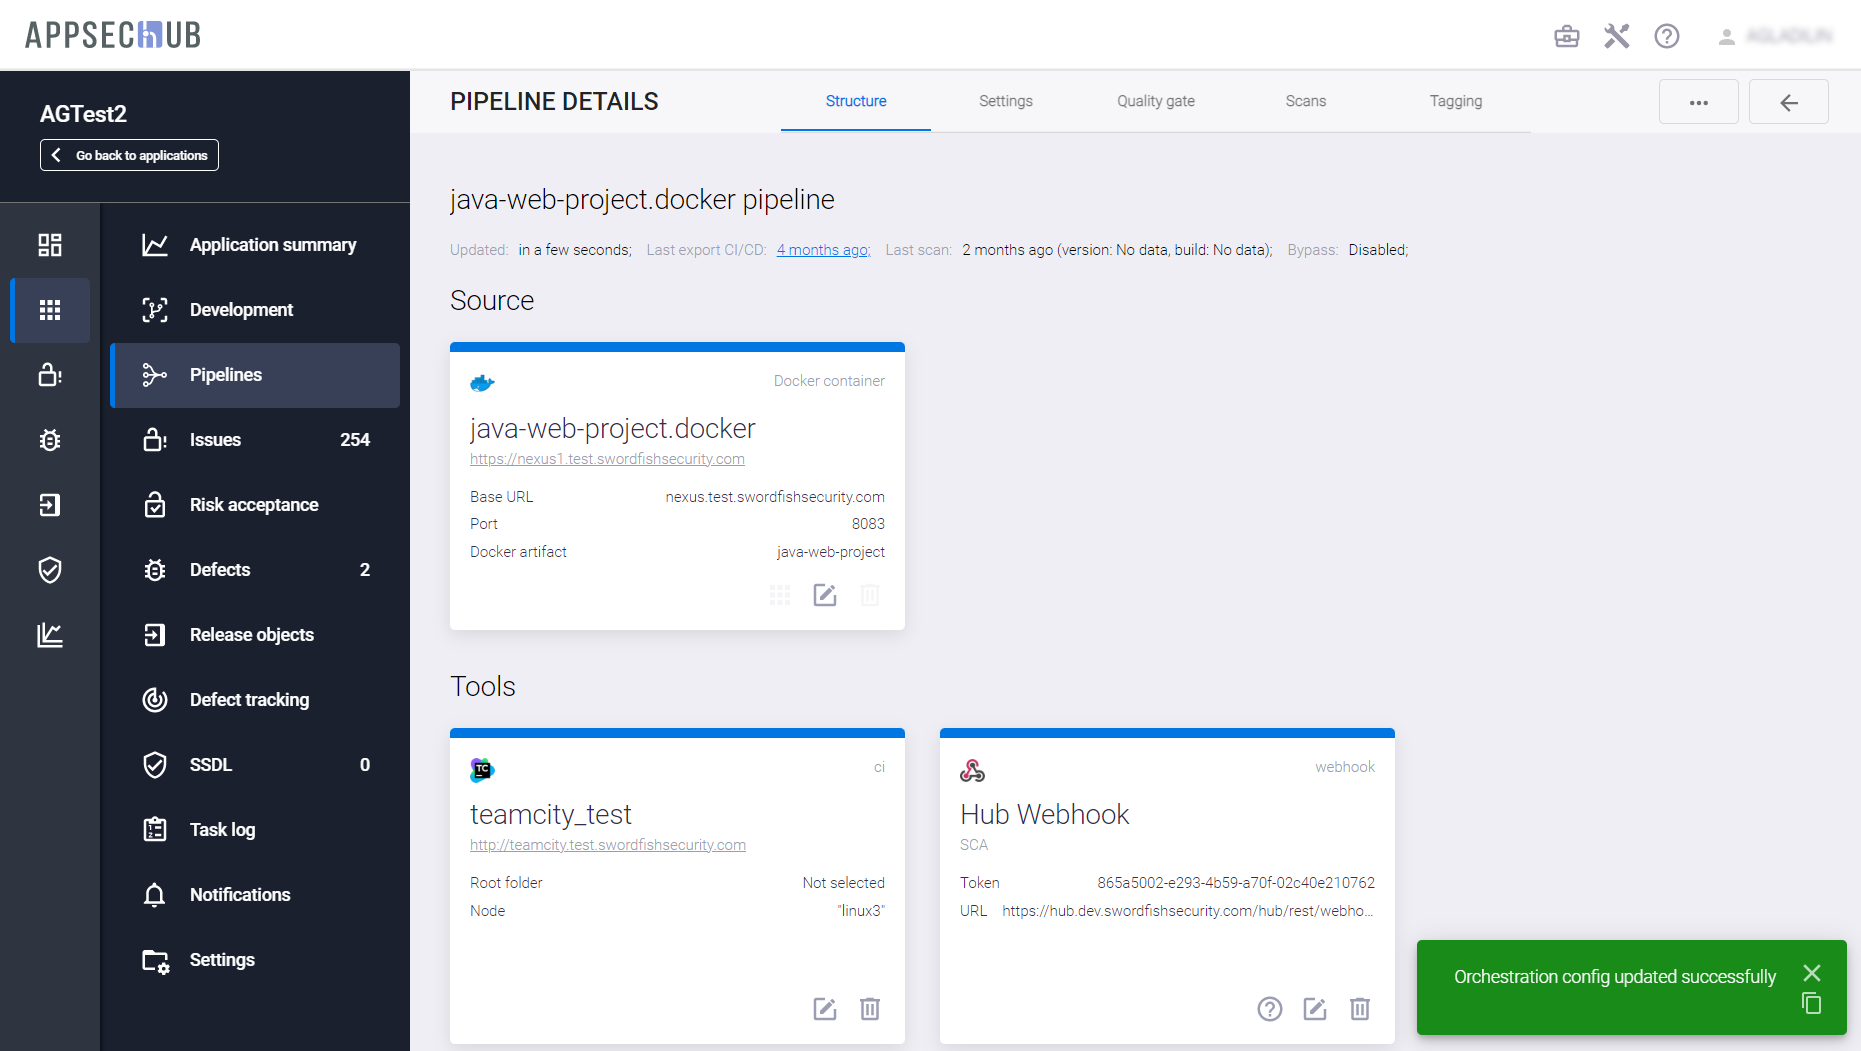 APPSECHUB
AGTest2
Go back to applications
Application summary
Development
Pipelines
Issues 254
Risk acceptance
Defects 2
Release objects
Defect tracking
SSDL 0
Task log
Notifications
Settings
PIPELINE DETAILS
Structure
Settings
Quality gate
Scans
Tagging
java-web-project.docker pipeline
Updated: in a few seconds; Last export CI/CD: 4 months ago; Last scan: 2 months ago (version: No data, build: No data); Bypass: Disabled;
Source
Docker container
java-web-project.docker
https://nexus1.test.swordfishsecurity.com
Base URL nexus.test.swordfishsecurity.com
Port 8083
Docker artifact java-web-project
Tools
TC
ci
teamcity_test
http://teamcity.test.swordfishsecurity.com
Root folder Not selected
Node "linux3"
webhook
Hub Webhook
SCA
Token 865a5002-e293-4b59-a70f-02c40e210762
URL https://hub.dev.swordfishsecurity.com/hub/rest/webho...
Orchestration config updated successfully